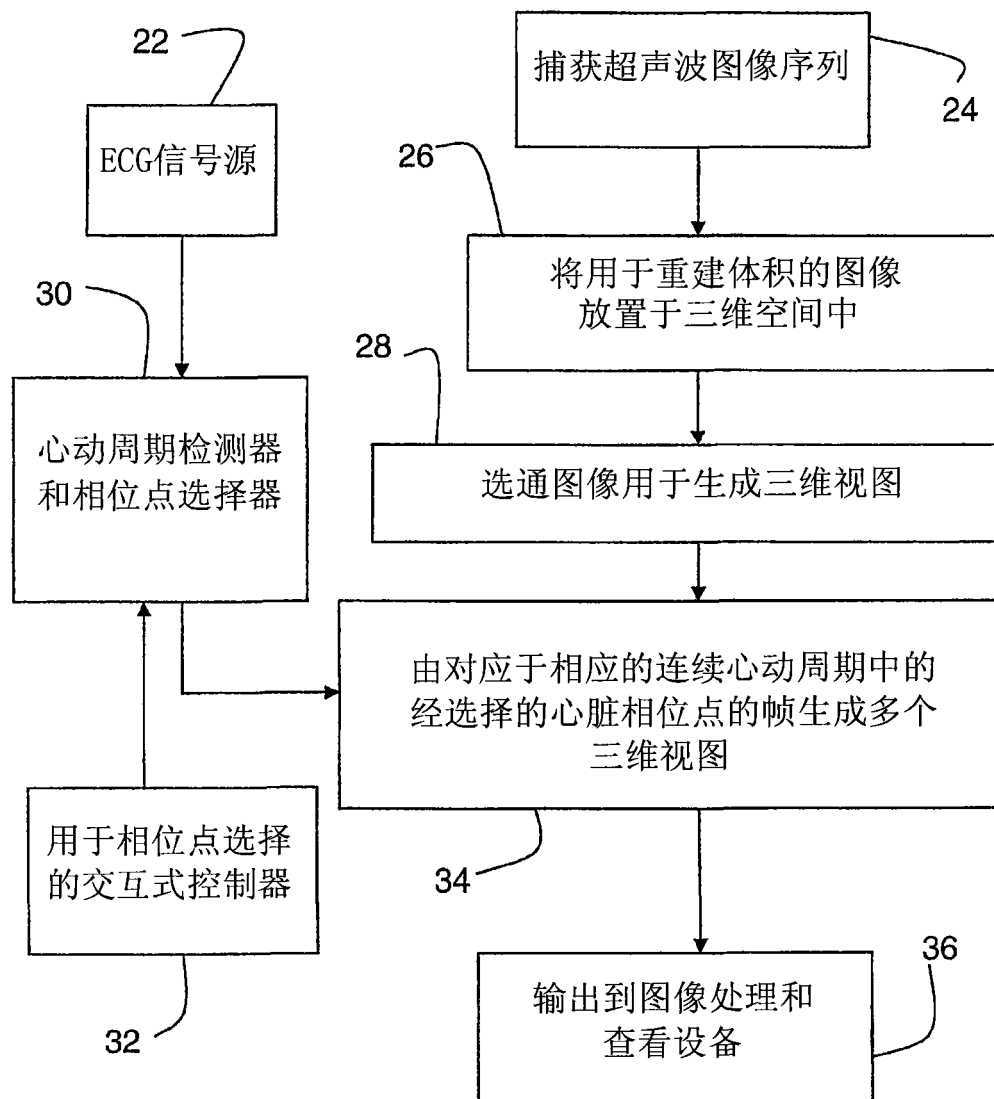 22
ECG信号源
捕获超声波图像序列
24
26
将用于重建体积的图像
放置于三维空间中
30
28
心动周期检测器
和相位点选择器
选通图像用于生成三维视图
由对应于相应的连续心动周期中的
经选择的心脏相位点的帧生成多个
三维视图
用于相位点选择
的交互式控制器
34
32
输出到图像处理和
查看设备
36